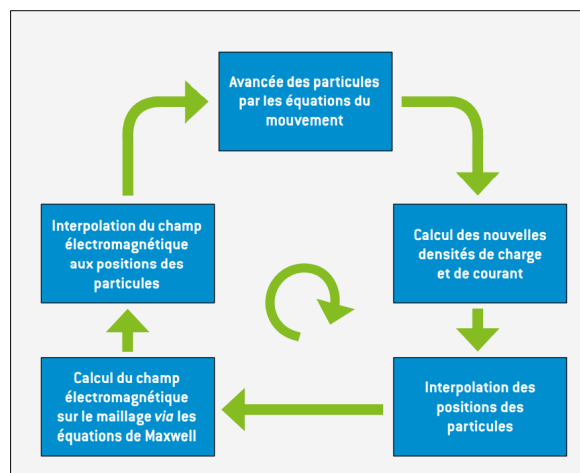 Avancée des particules
par les équations du
mouvement
Calcul des nouvelles
densités de charge
et de courant
Interpolation des
positions des
particules
Calcul du champ
électromagnétique
sur le maillage via les
équations de Maxwell
Interpolation du champ
électromagnétique
aux positions des
particules